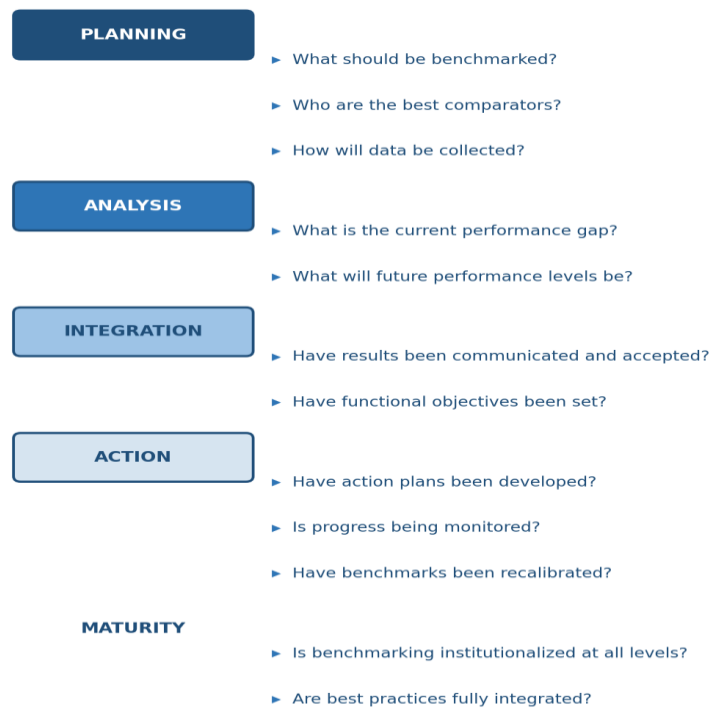 PLANNING
► What should be benchmarked?
► Who are the best comparators?
► How will data be collected?
ANALYSIS
► What is the current performance gap?
► What will future performance levels be?
INTEGRATION
► Have results been communicated and accepted?
► Have functional objectives been set?
ACTION
► Have action plans been developed?
► Is progress being monitored?
► Have benchmarks been recalibrated?
MATURITY
► Is benchmarking institutionalized at all levels?
► Are best practices fully integrated?